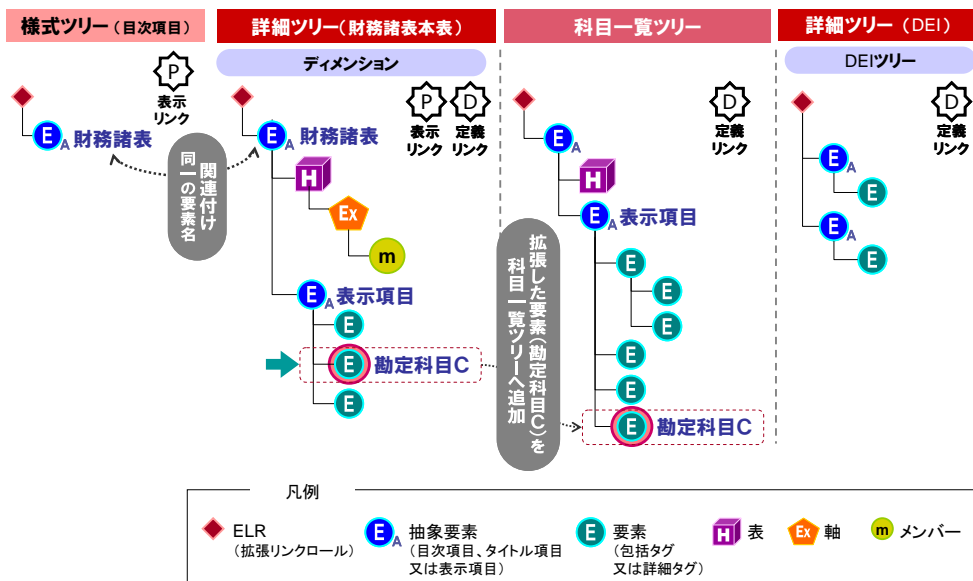 様式ツリー(目次項目)
詳細ツリー(財務諸表本表)
科目一覧ツリー
詳細ツリー(DEI)
ディメンション
DEIツリー
P
表示
リンク
EA 財務諸表
関連付け
同一の要素名
P
表示
リンク
D
定義
リンク
EA 財務諸表
H
Ex
m
EA 表示項目
E
E 勘定科目C
E
拡張した要素(勘定科目C)を
科目一覧ツリーへ追加
D
定義
リンク
EA
H
EA 表示項目
E
E
E
E
E
E 勘定科目C
D
定義
リンク
EA
E
EA
E
凡例
ELR
(拡張リンクロール)
EA 抽象要素
(目次項目、タイトル項目
又は表示項目)
E 要素
(包括タグ
又は詳細タグ)
H 表
Ex 軸
m メンバー